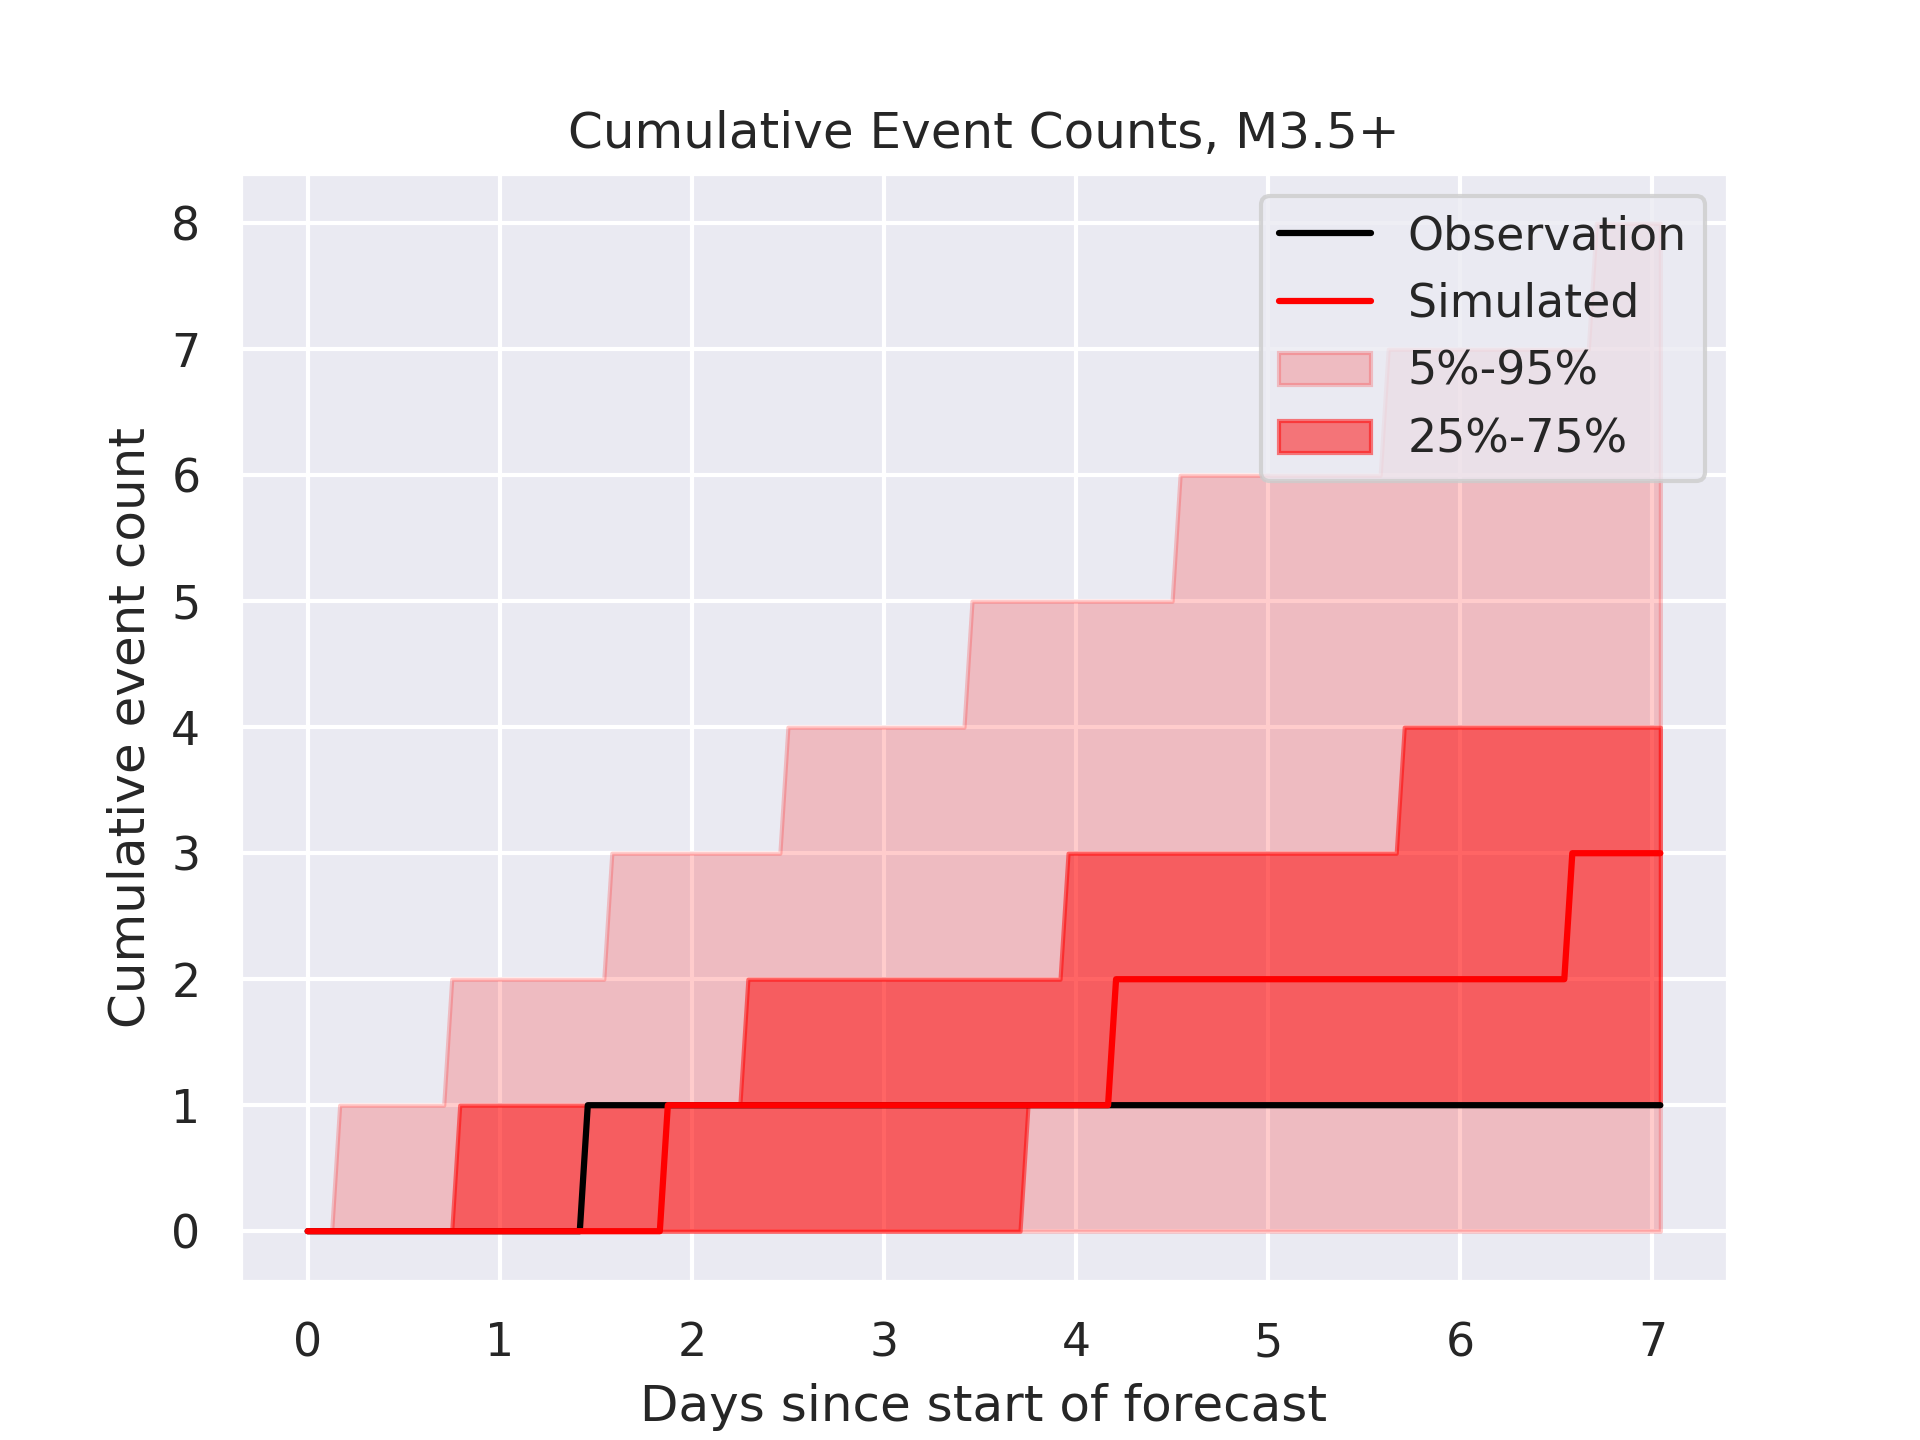 Cumulative Event Counts, M3.5+
Observation
Simulated
5%-95%
25%-75%
8
7
6
5
4
3
2
1
0
Cumulative event count
0 1 2 3 4 5 6 7
Days since start of forecast